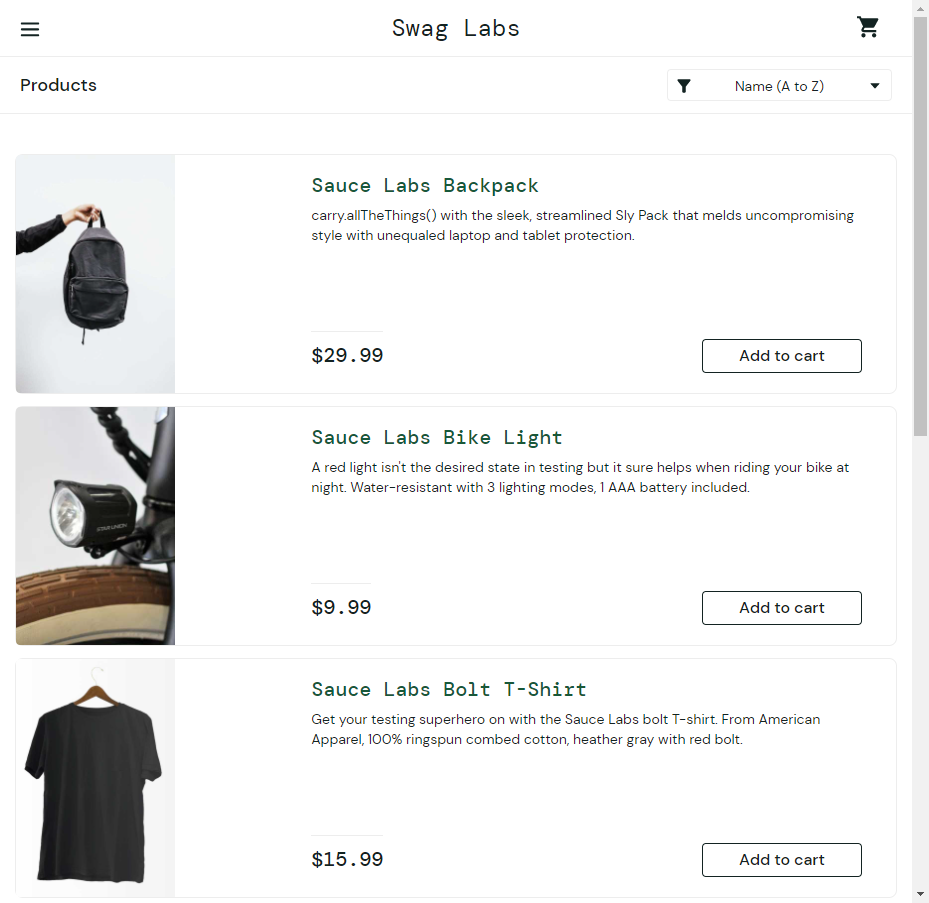 Swag Labs
Products
Name (A to Z)
Sauce Labs Backpack
carry.allTheThings() with the sleek, streamlined Sly Pack that melds uncompromising
style with unequaled laptop and tablet protection.
$29.99
Add to cart
Sauce Labs Bike Light
A red light isn't the desired state in testing but it sure helps when riding your bike at
night. Water-resistant with 3 lighting modes, 1 AAA battery included.
$9.99
Add to cart
Sauce Labs Bolt T-Shirt
Get your testing superhero on with the Sauce Labs bolt T-shirt. From American
Apparel, 100% ringspun combed cotton, heather gray with red bolt.
$15.99
Add to cart